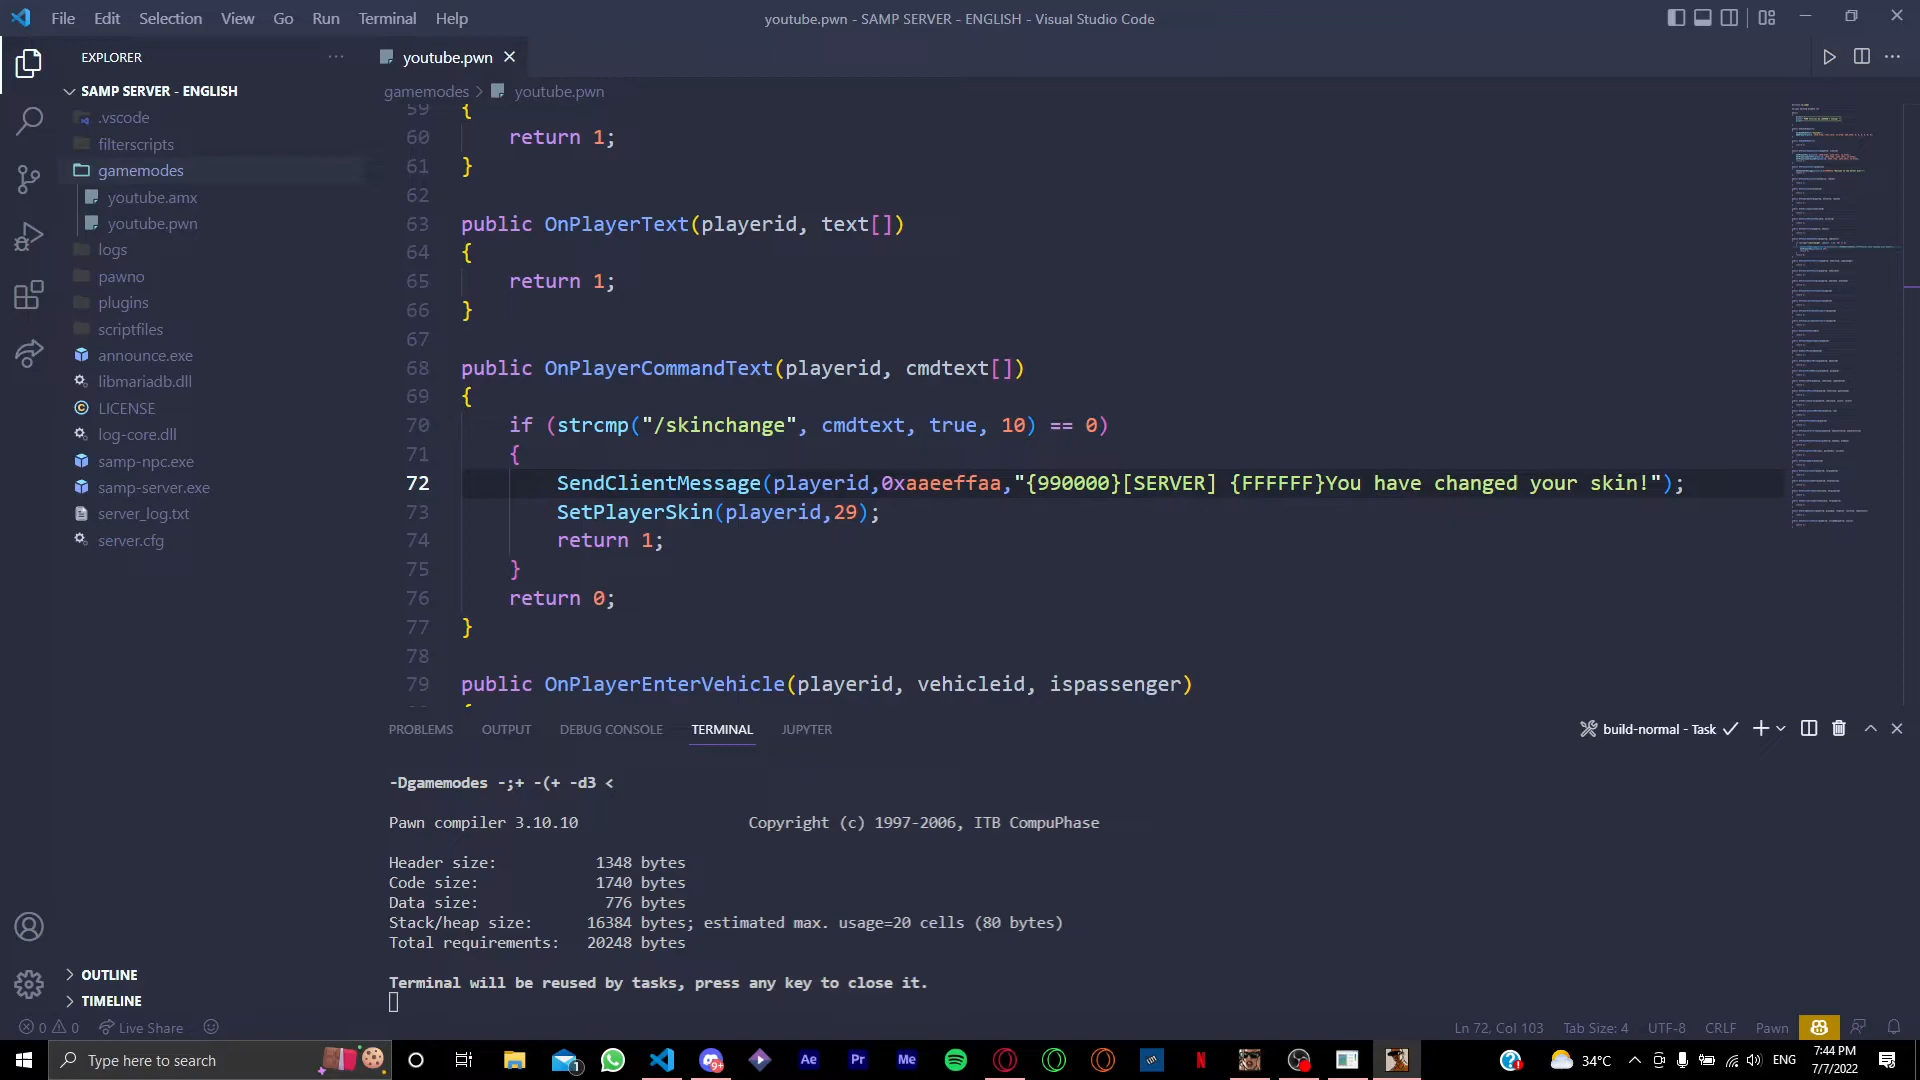 File Edit Selection View Go Run Terminal Help
youtube.pwn - SAMP SERVER - ENGLISH - Visual Studio Code
EXPLORER
SAMP SERVER - ENGLISH
.vscode
filterscripts
gamemodes
youtube.amx
youtube.pwn
logs
pawno
plugins
scriptfiles
announce.exe
libmariadb.dll
LICENSE
log-core.dll
samp-npc.exe
samp-server.exe
server_log.txt
server.cfg
OUTLINE
TIMELINE
youtube.pwn
gamemodes > youtube.pwn
59 {
60 return 1;
61 }
62
63 public OnPlayerText(playerid, text[])
64 {
65 return 1;
66 }
67
68 public OnPlayerCommandText(playerid, cmdtext[])
69 {
70 if (strcmp("/skinchange", cmdtext, true, 10) == 0)
71 {
72 SendClientMessage(playerid,0xaaeeffaa,"{990000}[SERVER] {FFFFFF}You have changed your skin!");
73 SetPlayerSkin(playerid,29);
74 return 1;
75 }
76 return 0;
77 }
78
79 public OnPlayerEnterVehicle(playerid, vehicleid, ispassenger)
PROBLEMS OUTPUT DEBUG CONSOLE TERMINAL JUPYTER
build-normal - Task
-Dgamemodes -;+ -(+ -d3 <
Pawn compiler 3.10.10 Copyright (c) 1997-2006, ITB CompuPhase
Header size: 1348 bytes
Code size: 1740 bytes
Data size: 776 bytes
Stack/heap size: 16384 bytes; estimated max. usage=20 cells (80 bytes)
Total requirements: 20248 bytes
Terminal will be reused by tasks, press any key to close it.
0 0 Live Share
Ln 72, Col 103 Tab Size: 4 UTF-8 CRLF Pawn
Type here to search
1
9+
Ae Pr Me
N
34°C
ENG
7:44 PM
7/7/2022